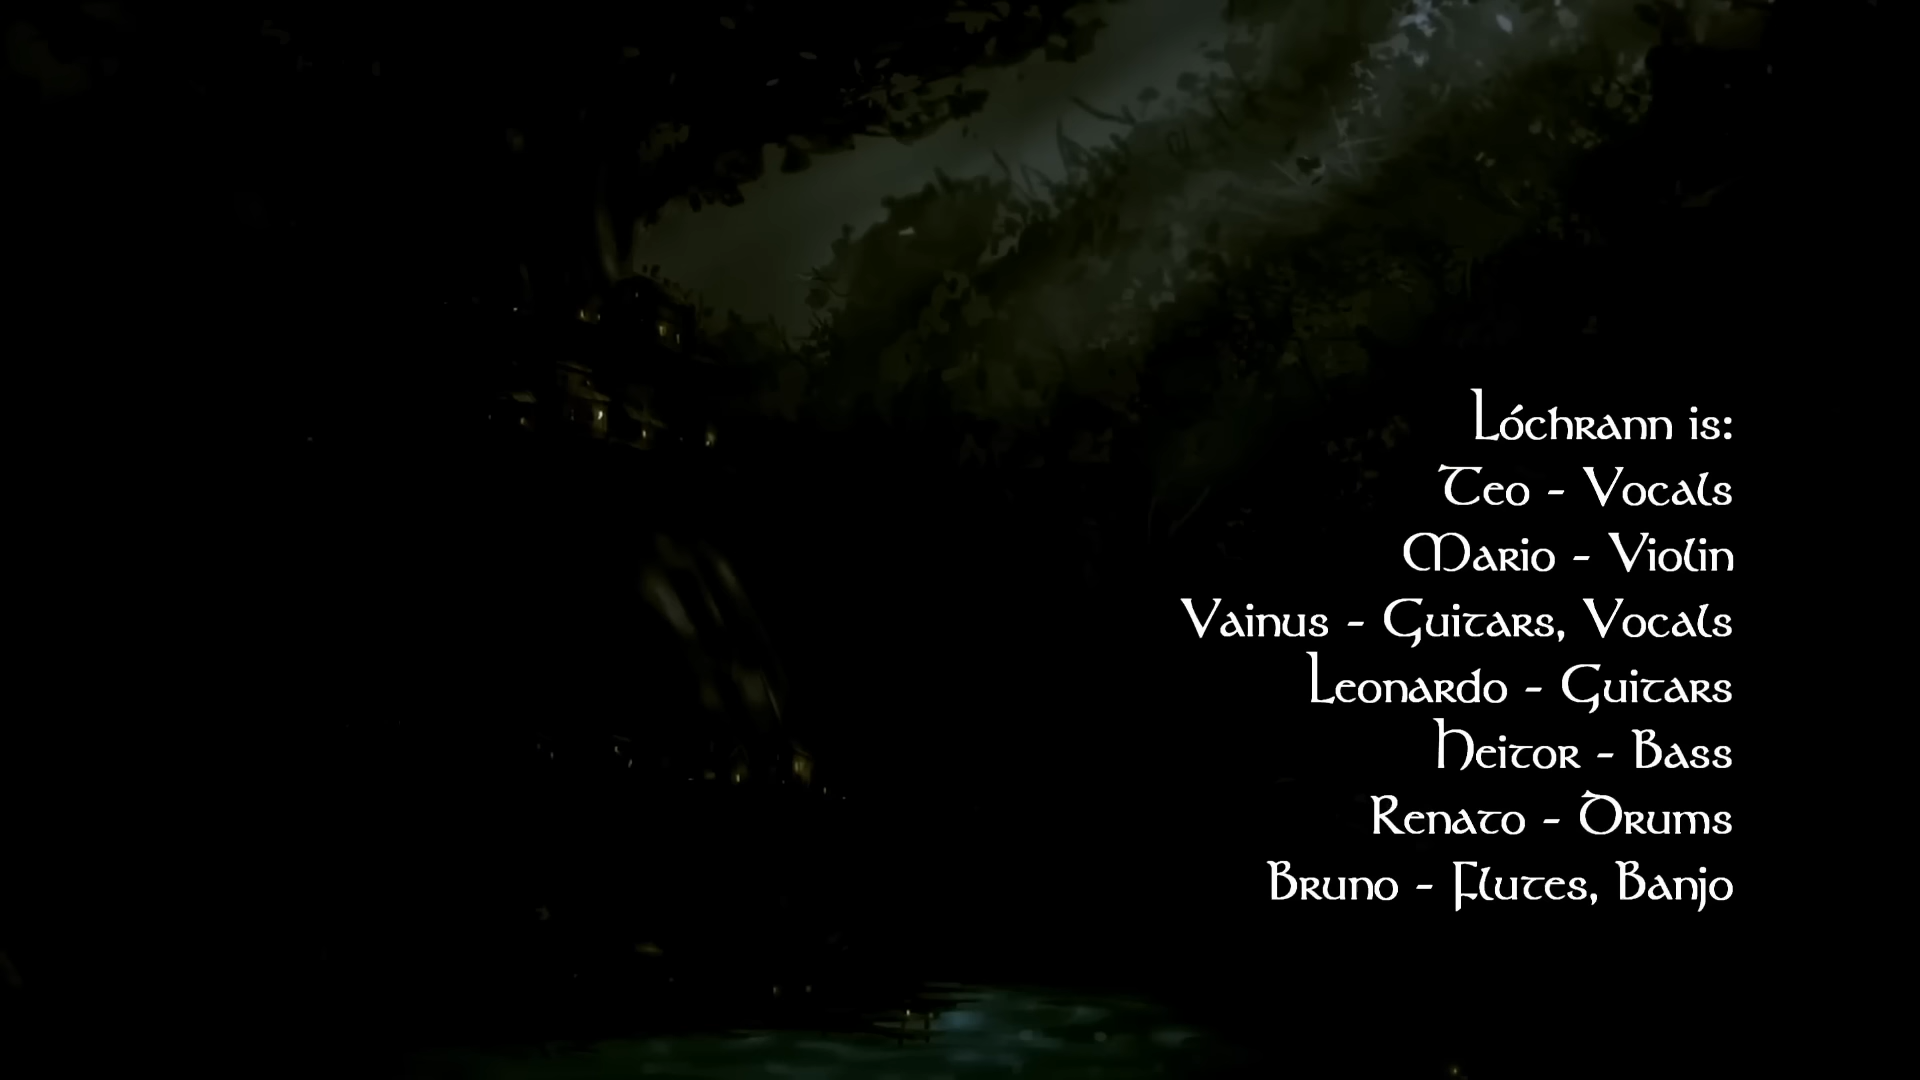 Lóchrann is:
Teo - Vocals
Mario - Violin
Vainus - Guitars, Vocals
Leonardo - Guitars
Heitor - Bass
Renato - Drums
Bruno - Flutes, Banjo